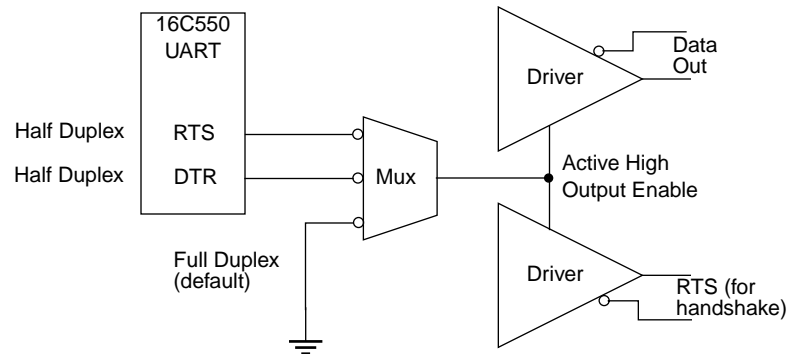 16C550
UART
Half Duplex
RTS
Half Duplex
DTR
Mux
Full Duplex
(default)
Driver
Data
Out
Active High
Output Enable
Driver
RTS (for
handshake)